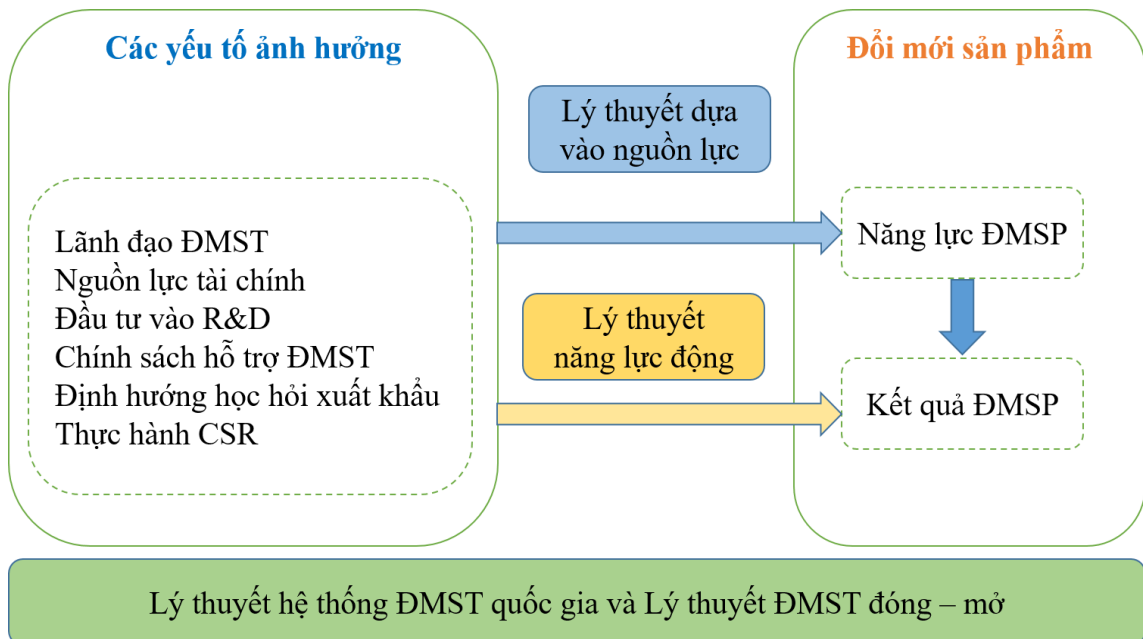 Các yếu tố ảnh hưởng
Lãnh đạo ĐMST
Nguồn lực tài chính
Đầu tư vào R&D
Chính sách hỗ trợ ĐMST
Định hướng học hỏi xuất khẩu
Thực hành CSR
Lý thuyết dựa
vào nguồn lực
Lý thuyết
năng lực động
Đổi mới sản phẩm
Năng lực ĐMSP
Kết quả ĐMSP
Lý thuyết hệ thống ĐMST quốc gia và Lý thuyết ĐMST đóng – mở